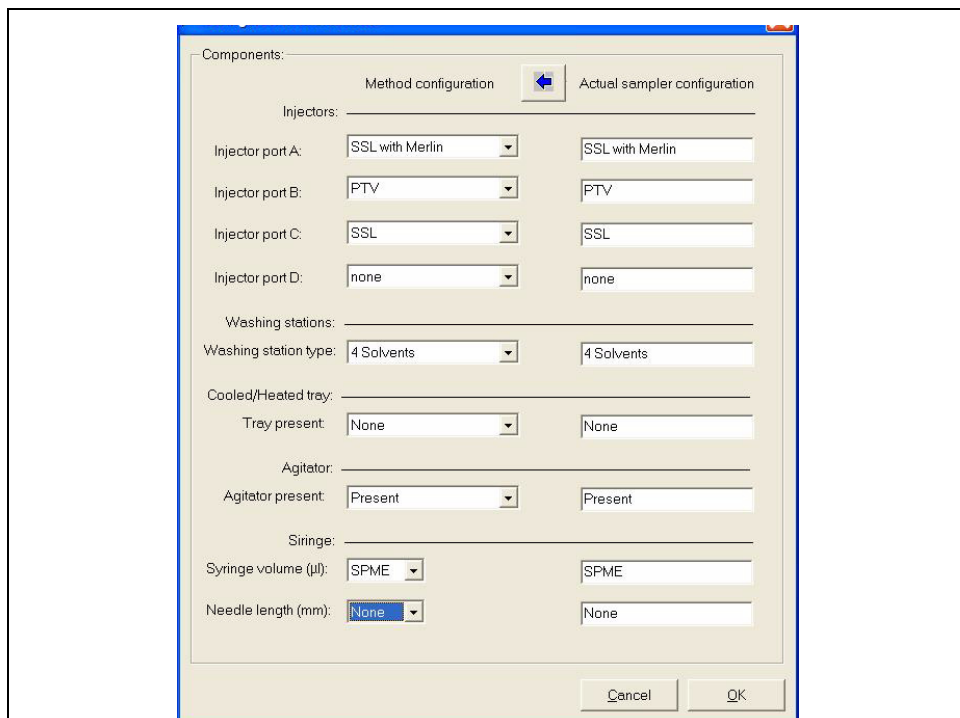 Components:
Method configuration Actual sampler configuration
Injectors:
Injector port A: SSL with Merlin SSL with Merlin
Injector port B: PTV PTV
Injector port C: SSL SSL
Injector port D: none none
Washing stations:
Washing station type: 4 Solvents 4 Solvents
Cooled/Heated tray:
Tray present: None None
Agitator:
Agitator present: Present Present
Siringe:
Syringe volume (µl): SPME SPME
Needle length (mm): None None
Cancel OK